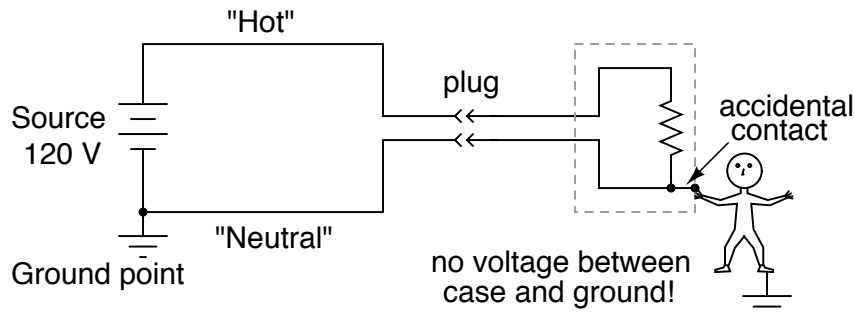 "Hot"
plug
Source
120 V
accidental
contact
"Neutral"
Ground point
no voltage between
case and ground!